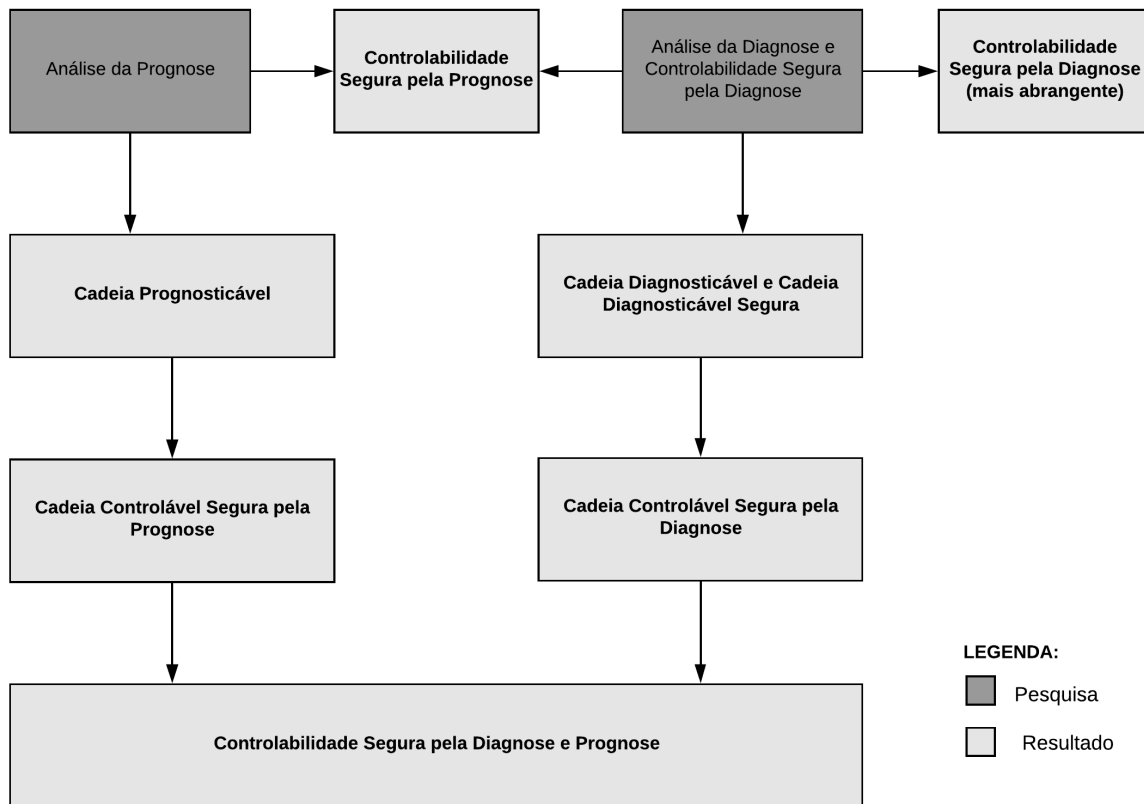 Análise da Prognose
Controlabilidade
Segura pela Prognose
Análise da Diagnose e
Controlabilidade Segura
pela Diagnose
Controlabilidade
Segura pela Diagnose
(mais abrangente)
Cadeia Prognosticável
Cadeia Diagnosticável e Cadeia
Diagnosticável Segura
Cadeia Controlável Segura pela
Prognose
Cadeia Controlável Segura pela
Diagnose
Controlabilidade Segura pela Diagnose e Prognose
LEGENDA:
Pesquisa
Resultado